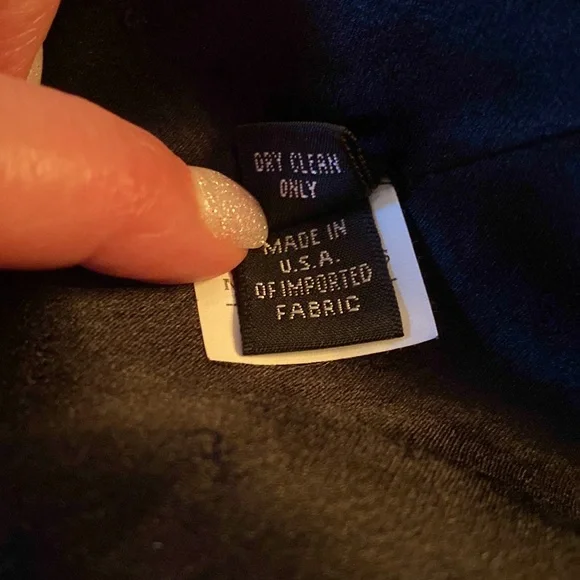 DRY CLEAN
ONLY
MADE IN
U.S.A.
OF IMPORTED
FABRIC